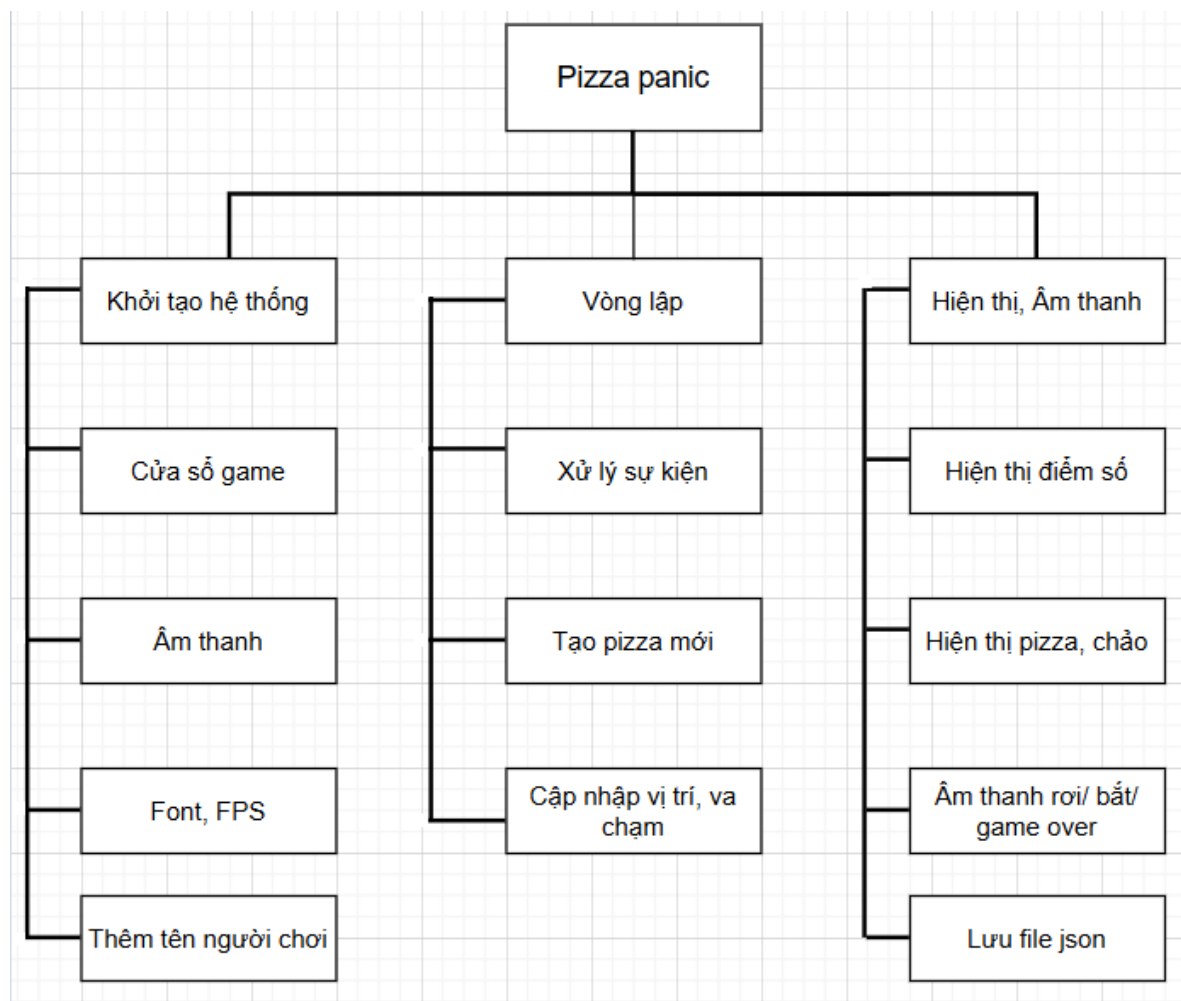 Pizza panic
Khởi tạo hệ thống
Vòng lập
Hiện thị, Âm thanh
Cửa sổ game
Xử lý sự kiện
Hiện thị điểm số
Âm thanh
Tạo pizza mới
Hiện thị pizza, chảo
Font, FPS
Cập nhập vị trí, va
chạm
Âm thanh rơi/ bắt/
game over
Thêm tên người chơi
Lưu file json